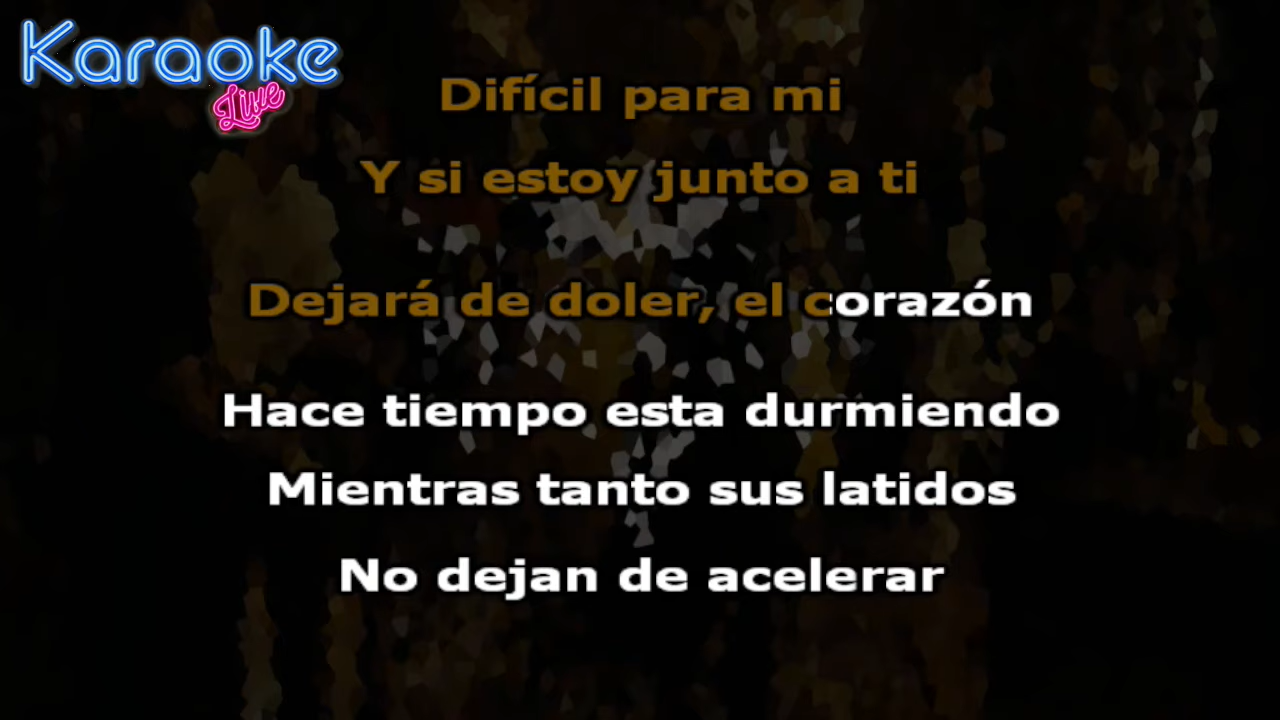 Karaoke
Live
Difícil para mi
Y si estoy junto a ti
Dejará de doler, el corazón
Hace tiempo esta durmiendo
Mientras tanto sus latidos
No dejan de acelerar